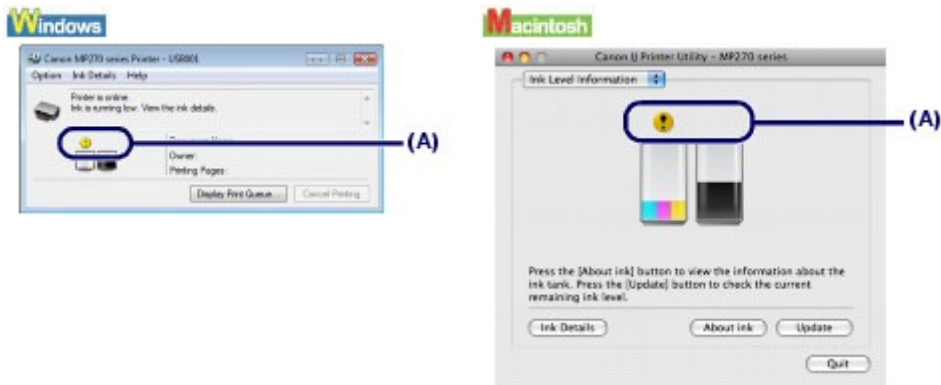 Windows
Canon MP270 series Printer - USB001
Option Ink Details Help
Printer is online
Ink is running low. View the ink details.
Owner:
Printing Pages:
Display Print Queue...
Cancel Printing
(A)
Macintosh
Canon IJ Printer Utility - MP270 series
Ink Level Information
(A)
Press the [About ink] button to view the information about the
ink tank. Press the [Update] button to check the current
remaining ink level.
Ink Details
About ink
Update
Quit